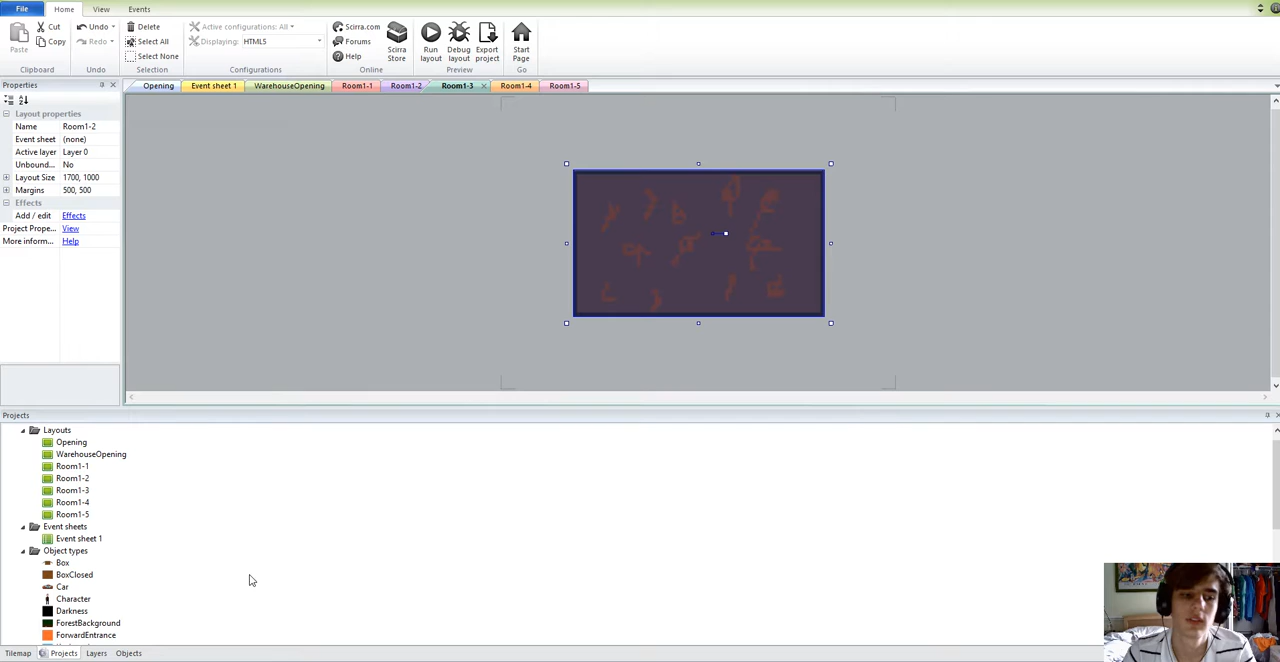 File Home View Events
Paste Cut Copy Undo Redo Delete Select All Select None Active configurations: All Displaying: HTML5 Scirra.com Forums Help Scirra Store Run layout Debug layout Export project Start Page
Clipboard Undo Selection Configurations Online Preview Go
Properties Opening Event sheet 1 WarehouseOpening Room1-1 Room1-2 Room1-3 Room1-4 Room1-5
Layout properties
Name Room1-2
Event sheet (none)
Active layer Layer 0
Unbound... No
Layout Size 1700, 1000
Margins 500, 500
Effects
Add / edit Effects
Project Prope... View
More inform... Help
Projects
Layouts
Opening
WarehouseOpening
Room1-1
Room1-2
Room1-3
Room1-4
Room1-5
Event sheets
Event sheet 1
Object types
Box
BoxClosed
Car
Character
Darkness
ForestBackground
ForwardEntrance
Tilemap Projects Layers Objects